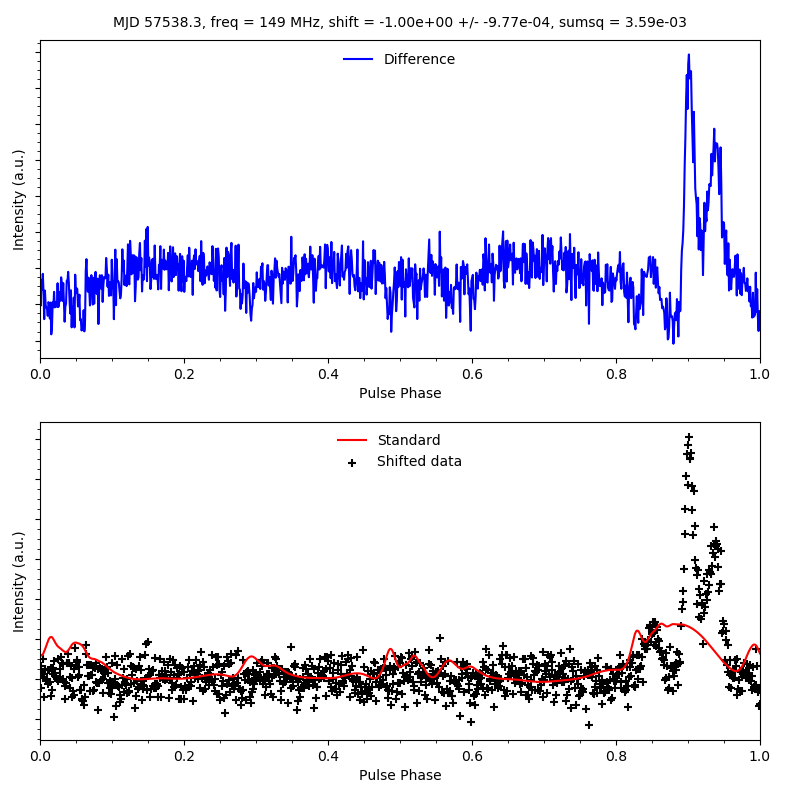 MJD 57538.3, freq = 149 MHz, shift = -1.00e+00 +/- -9.77e-04, sumsq = 3.59e-03
Difference
Intensity (a.u.)
0.0 0.2 0.4 0.6 0.8 1.0
Pulse Phase
Standard
Shifted data
Intensity (a.u.)
0.0 0.2 0.4 0.6 0.8 1.0
Pulse Phase